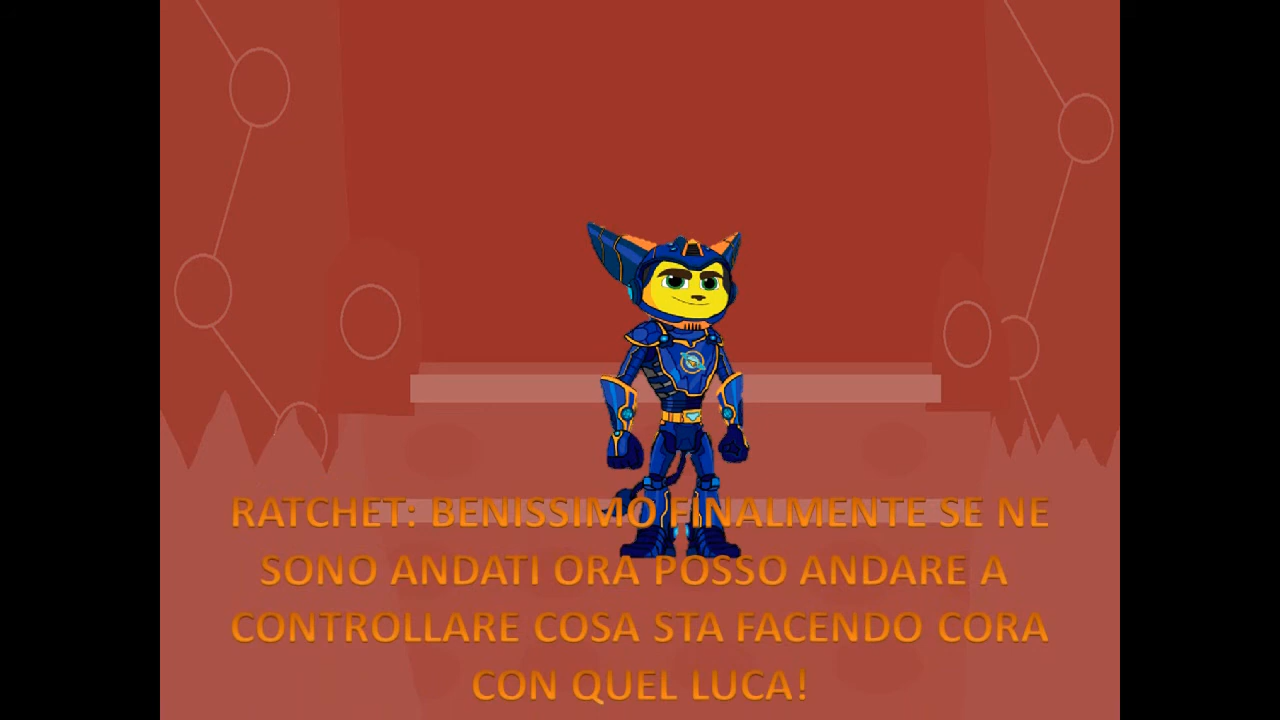 RATCHET: BENISSIMO FINALMENTE SE NE
SONO ANDATI ORA POSSO ANDARE A
CONTROLLARE COSA STA FACENDO CORA
CON QUEL LUCA!